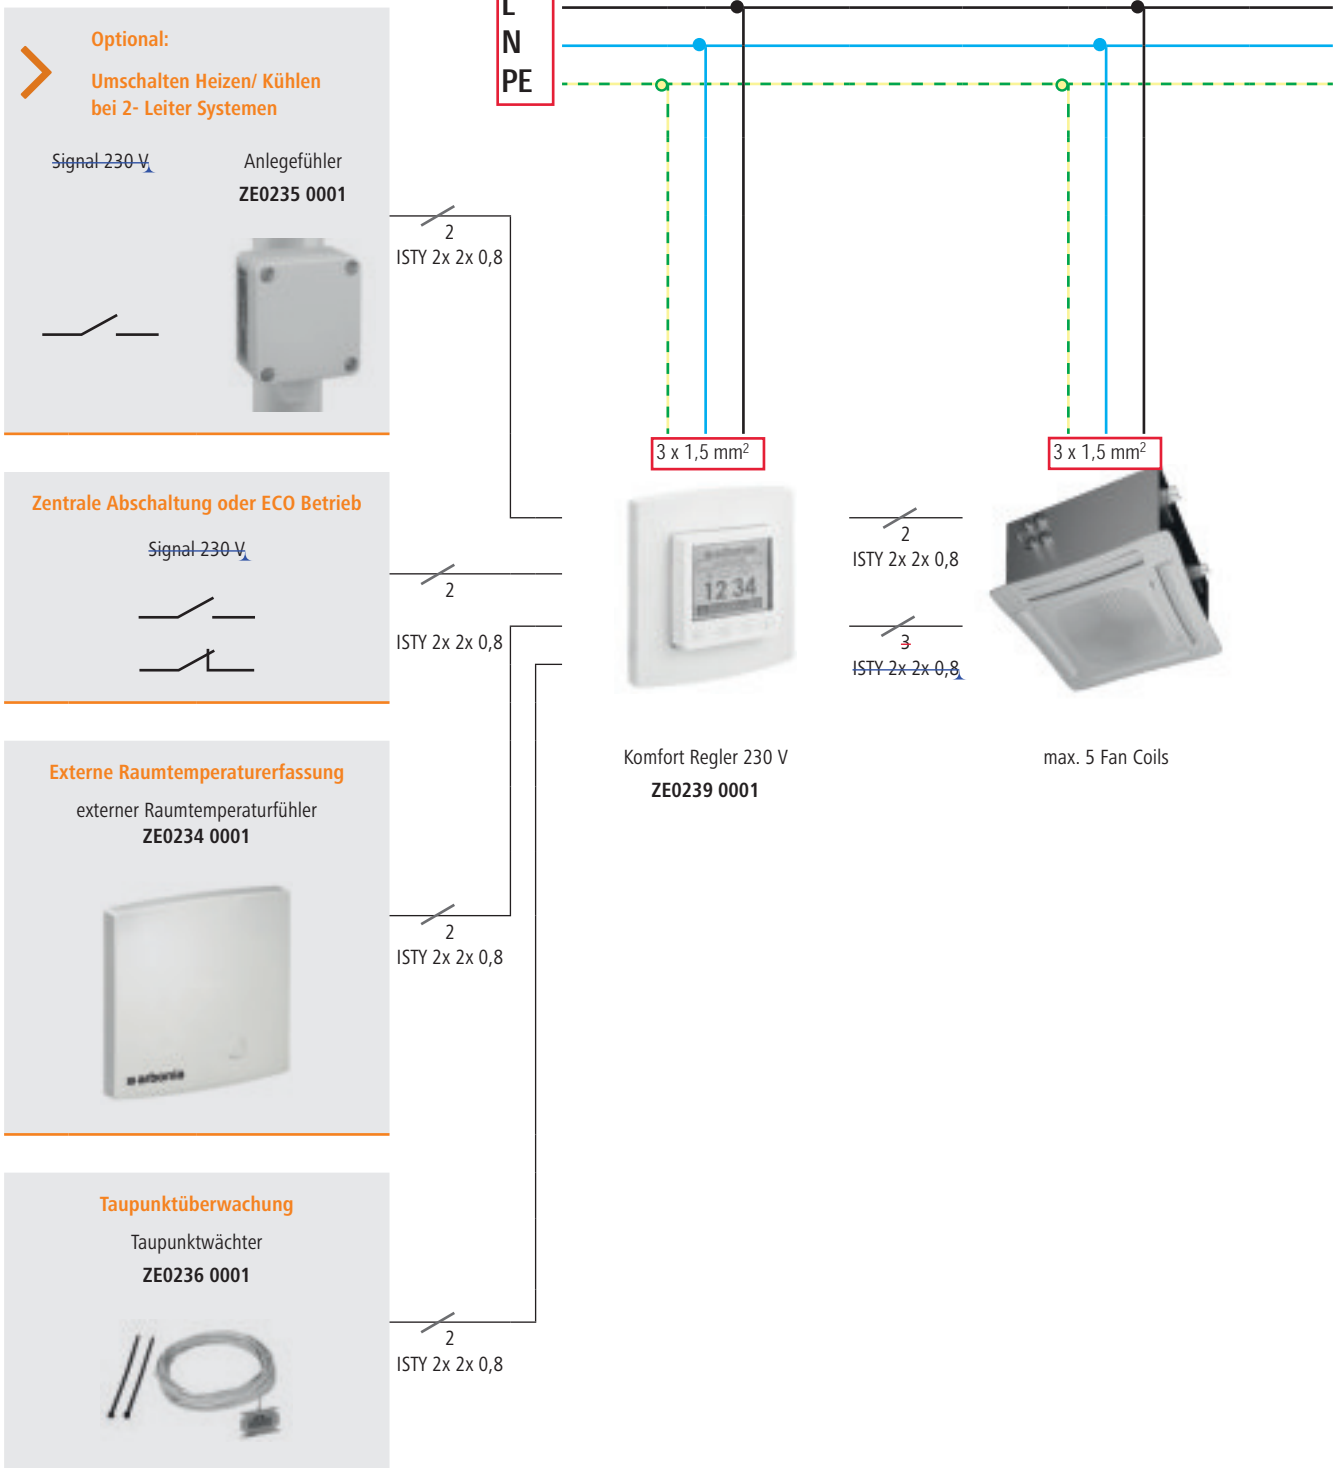 L
N
PE
Optional:
Umschalten Heizen/ Kühlen
bei 2- Leiter Systemen
Signal 230 V
Anlegefühler
ZE0235 0001
2
ISTY 2x 2x 0,8
3 x 1,5 mm²
3 x 1,5 mm²
Zentrale Abschaltung oder ECO Betrieb
Signal 230 V
2
ISTY 2x 2x 0,8
12 34
2
ISTY 2x 2x 0,8
3
ISTY 2x 2x 0,8
Komfort Regler 230 V
ZE0239 0001
max. 5 Fan Coils
Externe Raumtemperaturerfassung
externer Raumtemperaturfühler
ZE0234 0001
arbonia
2
ISTY 2x 2x 0,8
Taupunktüberwachung
Taupunktwächter
ZE0236 0001
2
ISTY 2x 2x 0,8